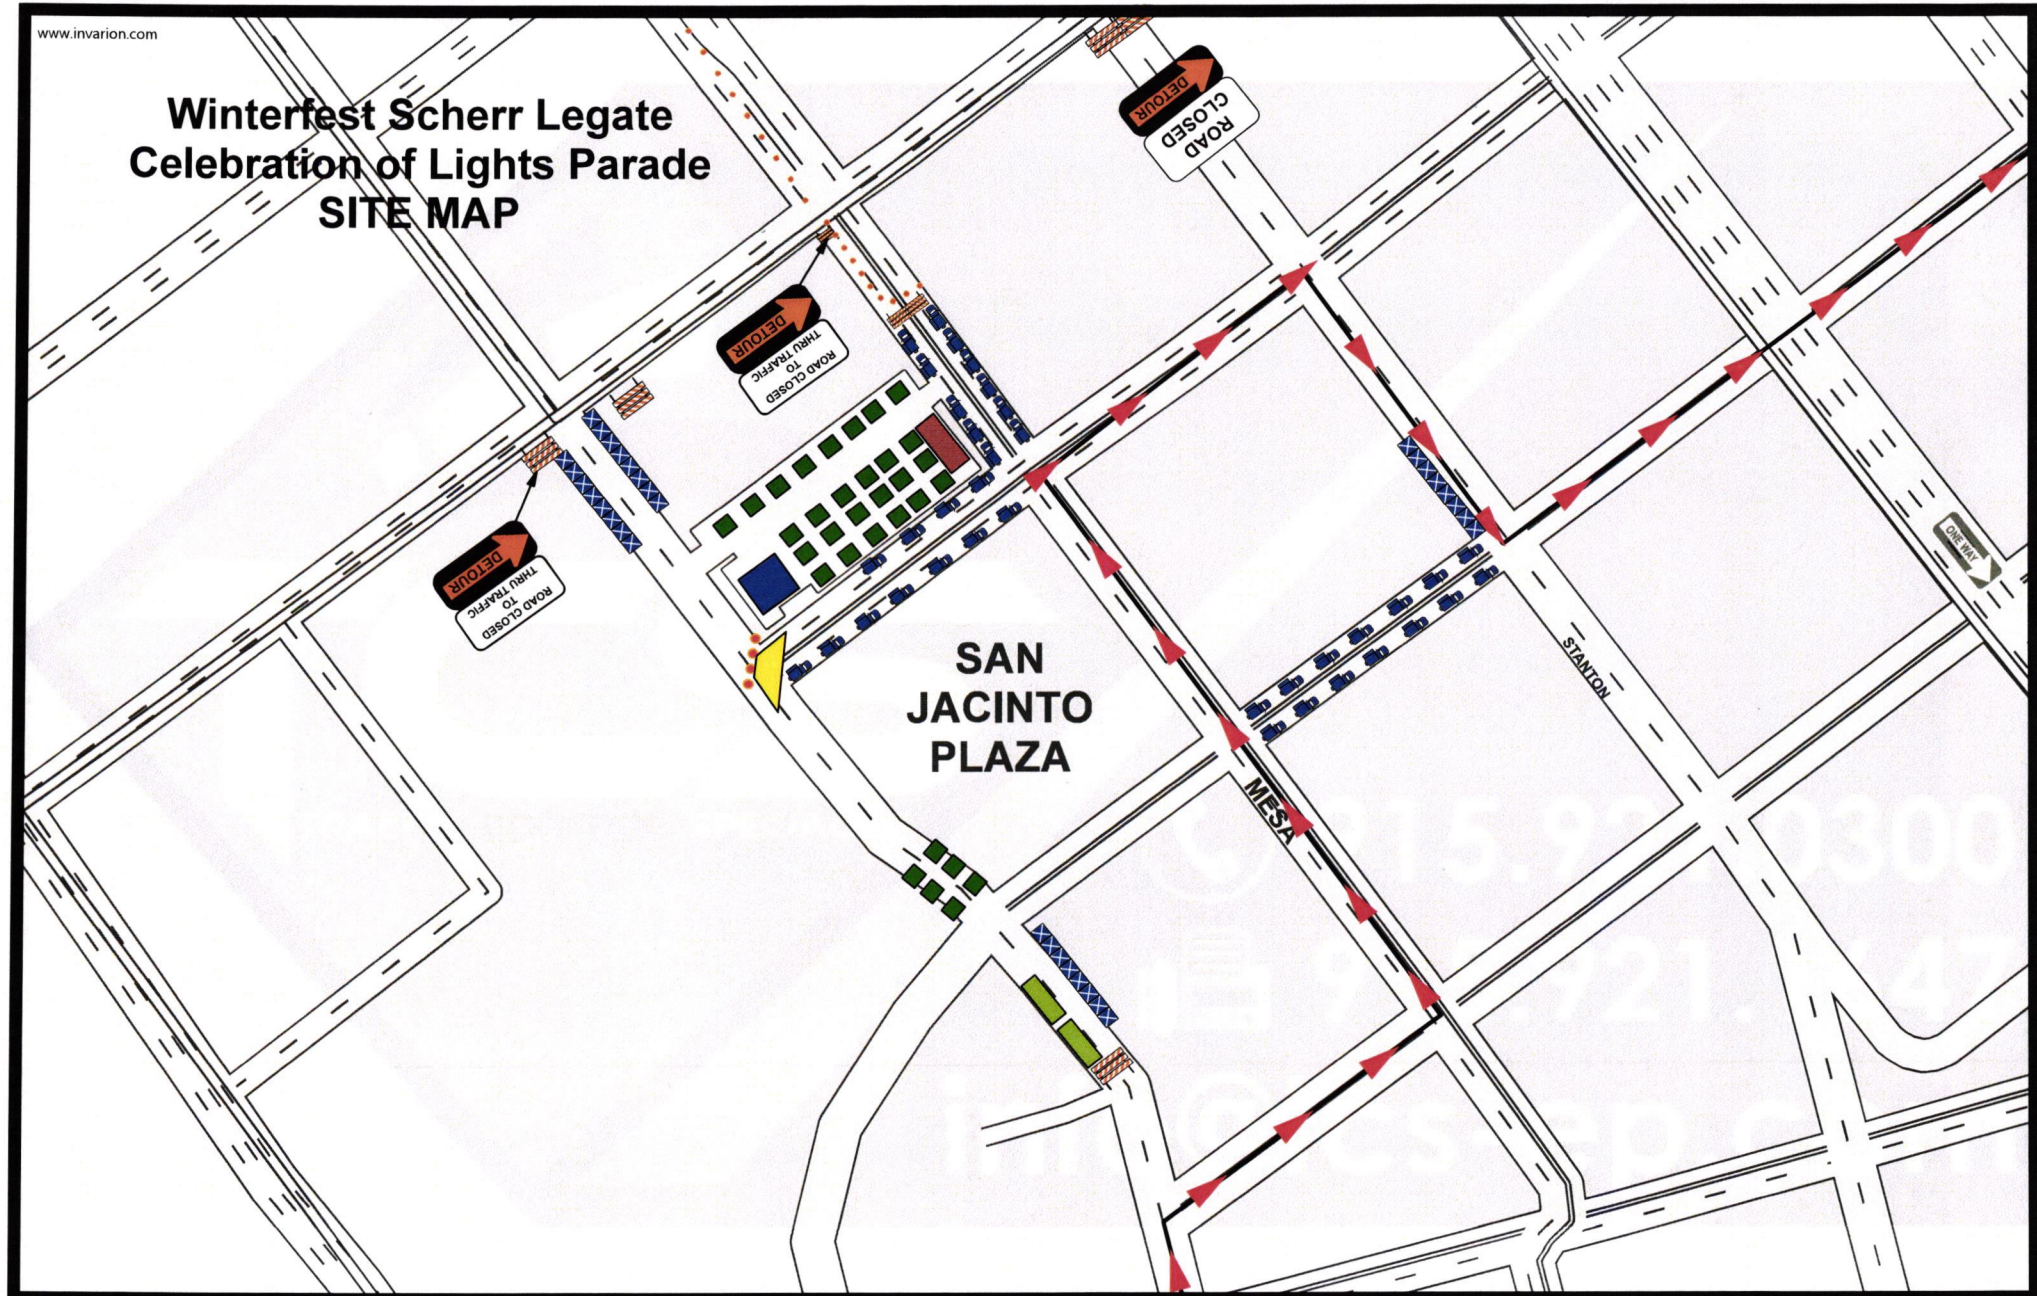 www.invarion.com
Winterfest Scherr Legate
Celebration of Lights Parade
SITE MAP
DETOUR
ROAD
CLOSED
DETOUR
ROAD CLOSED
TO
THRU TRAFFIC
DETOUR
ROAD CLOSED
TO
THRU TRAFFIC
ONE WAY
SAN
JACINTO
PLAZA
STANTON
MESA